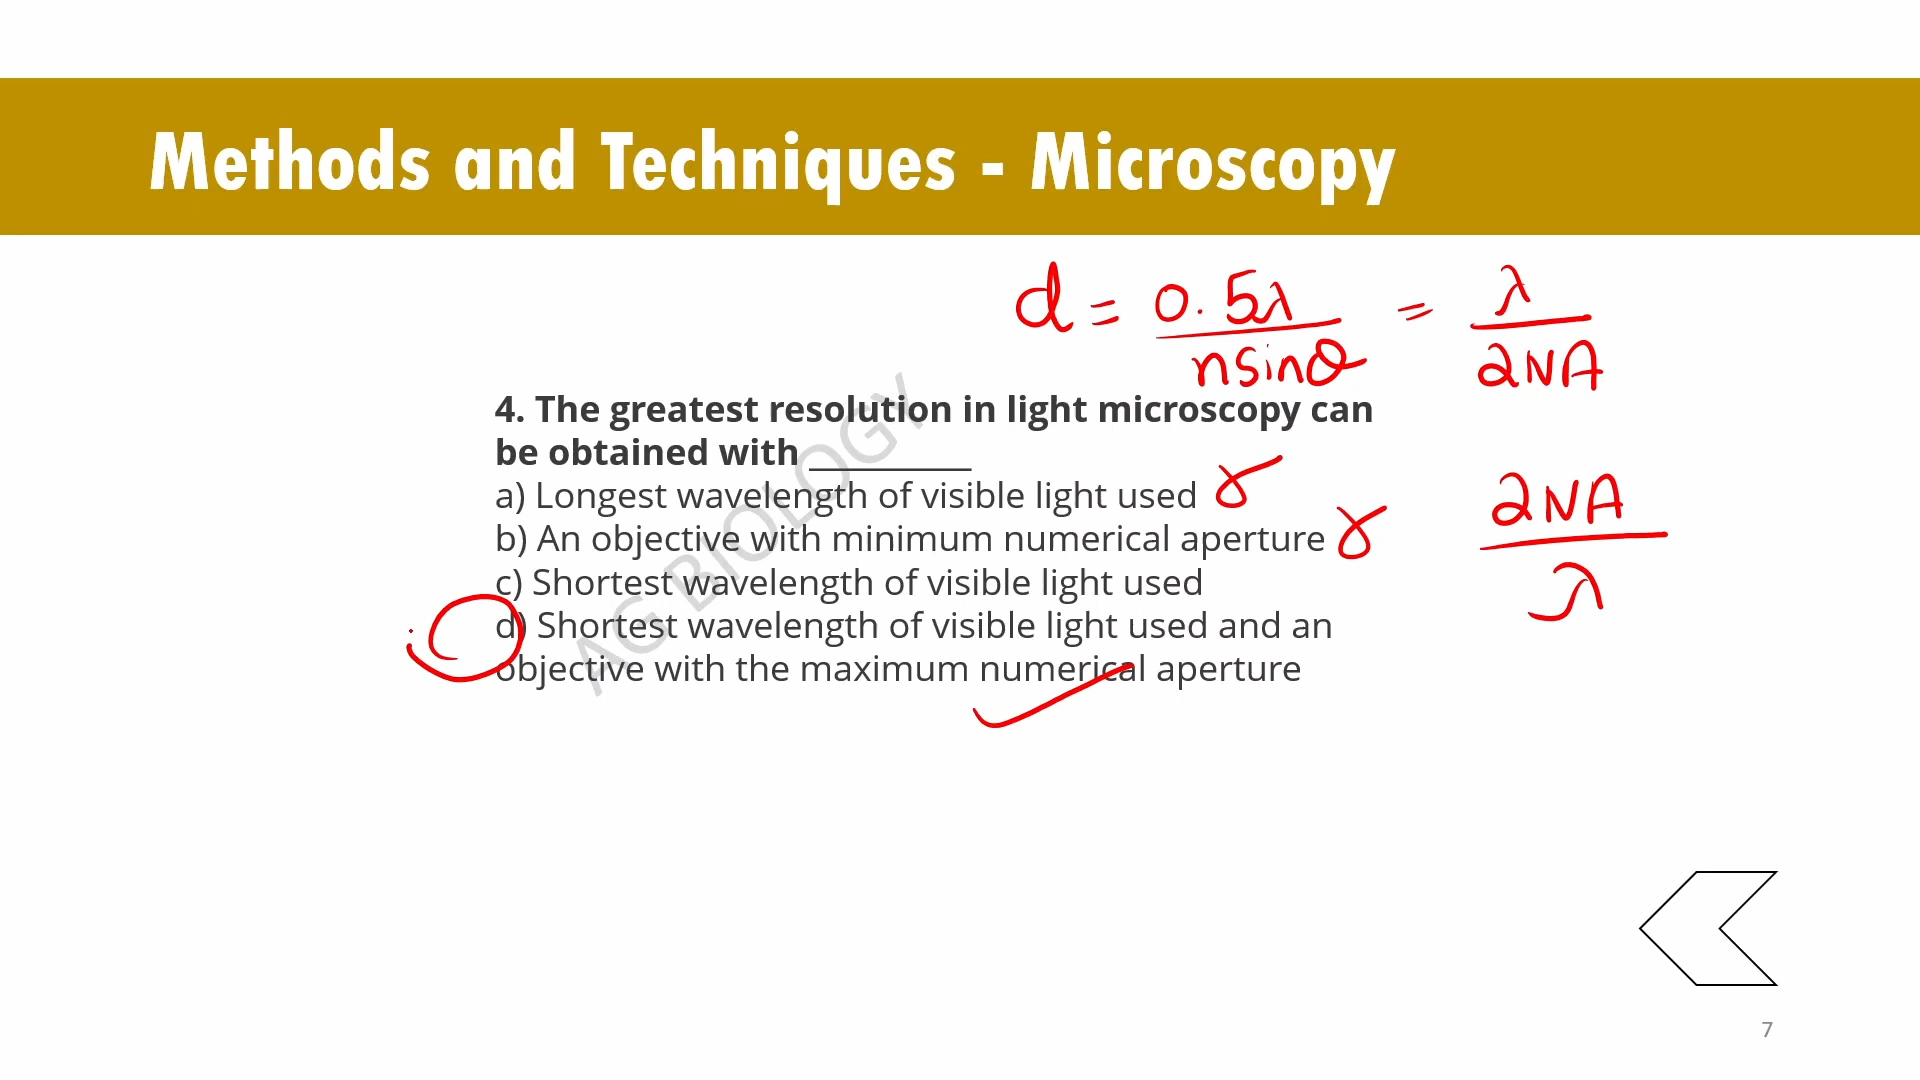 Methods and Techniques - Microscopy
d = 0.5λ / nsinθ = λ / 2NA
4. The greatest resolution in light microscopy can
be obtained with __________
a) Longest wavelength of visible light used
b) An objective with minimum numerical aperture
c) Shortest wavelength of visible light used
d) Shortest wavelength of visible light used and an
objective with the maximum numerical aperture
2NA / λ
AG BIOLOGY
7